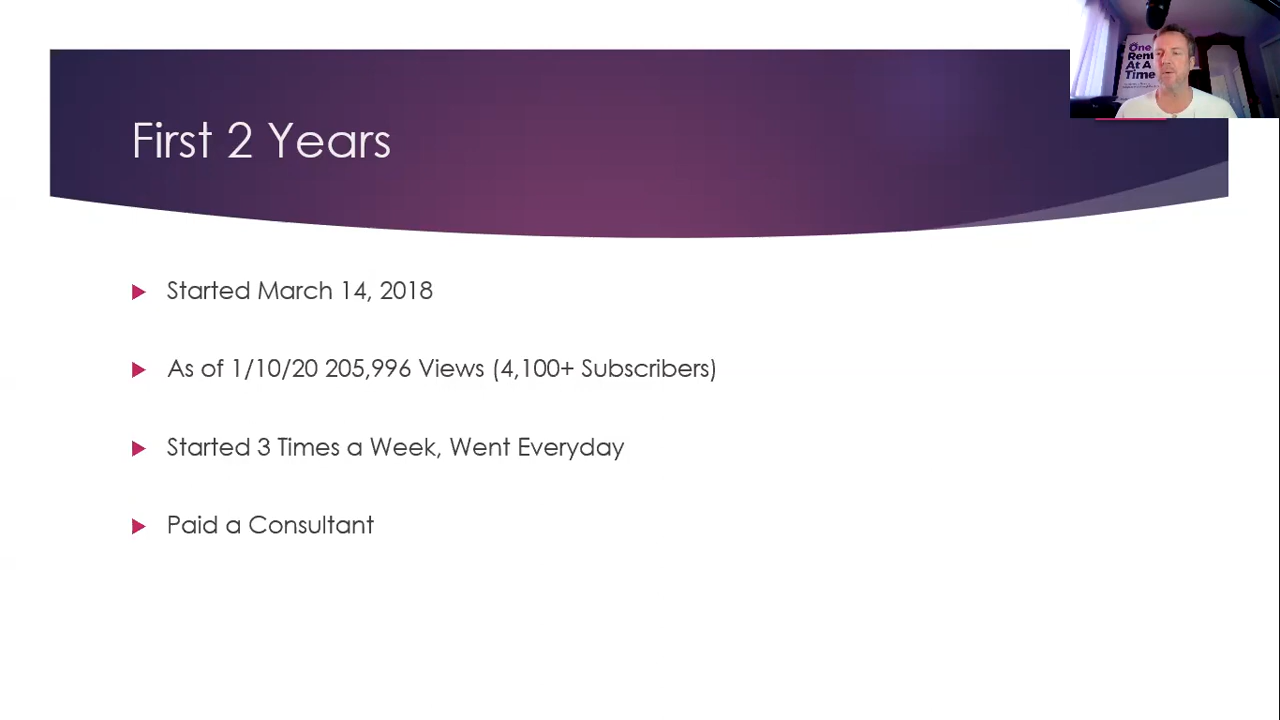 One
Rent
At A
Time
First 2 Years
Started March 14, 2018
As of 1/10/20 205,996 Views (4,100+ Subscribers)
Started 3 Times a Week, Went Everyday
Paid a Consultant